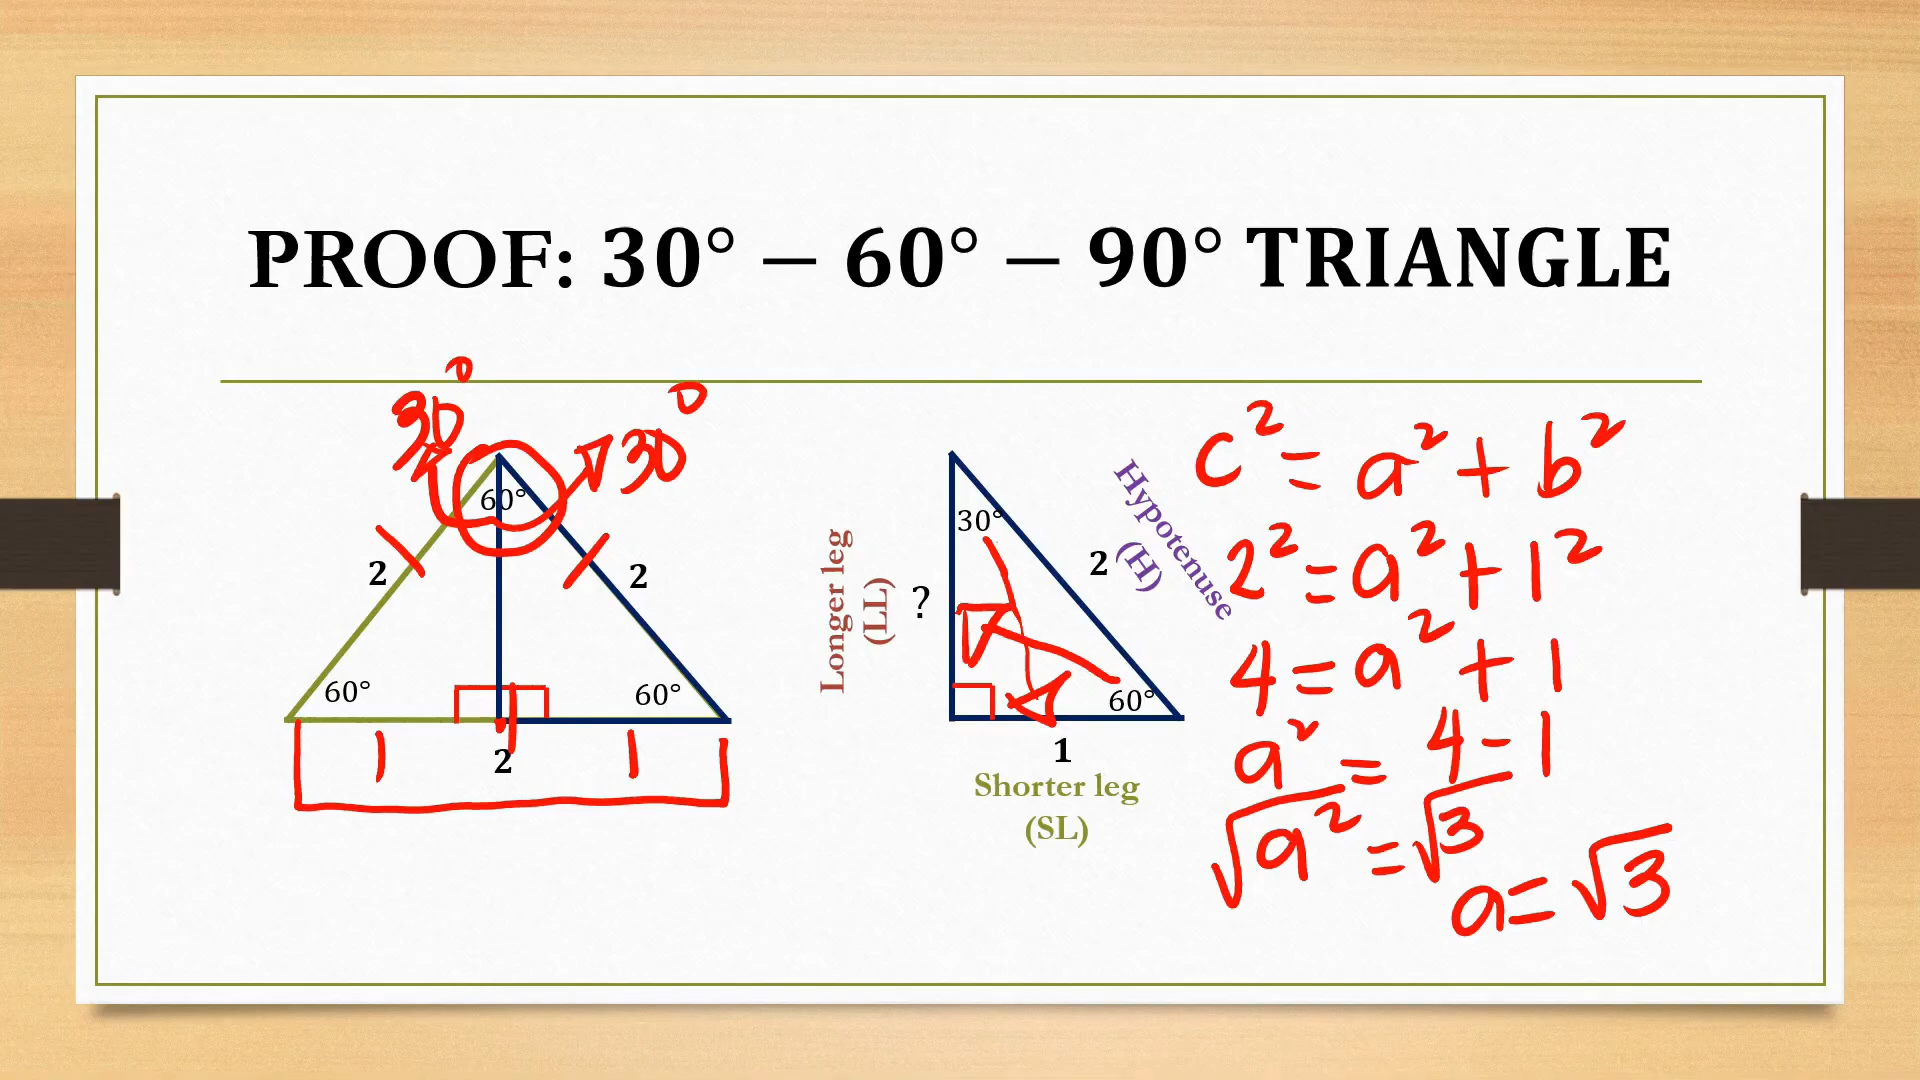 PROOF: 30° − 60° − 90° TRIANGLE
30°
30°
60°
2
2
60°
60°
1
2
1
30°
Longer leg
(LL)
?
2
Hypotenuse
(H)
60°
1
Shorter leg
(SL)
c² = a² + b²
2² = a² + 1²
4 = a² + 1
a² = 4 - 1
√a² = √3
a = √3